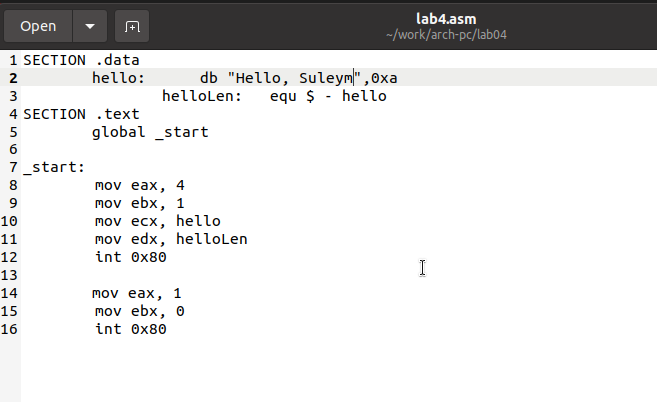 Open
lab4.asm
~/work/arch-pc/lab04
1 SECTION .data
2 hello: db "Hello, Suleym",0xa
3 helloLen: equ $ - hello
4 SECTION .text
5 global _start
6
7 _start:
8 mov eax, 4
9 mov ebx, 1
10 mov ecx, hello
11 mov edx, helloLen
12 int 0x80
13
14 mov eax, 1
15 mov ebx, 0
16 int 0x80